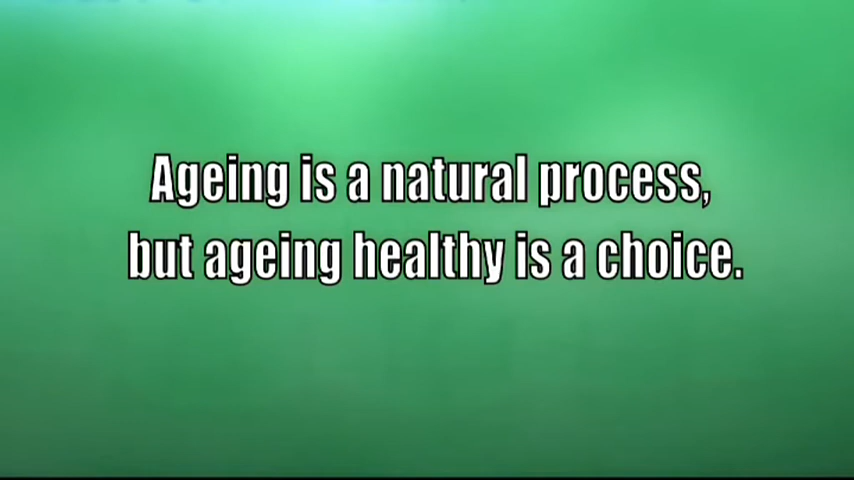 Ageing is a natural process,
but ageing healthy is a choice.